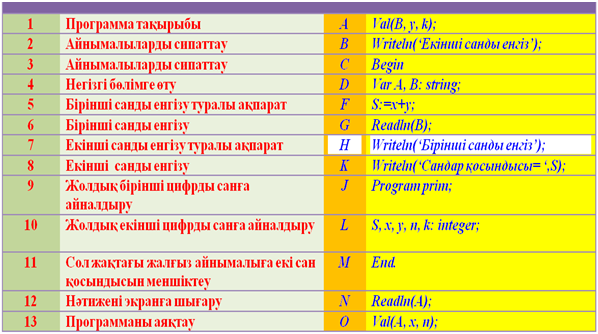 1 Программа тақырыбы A Val(B, y, k);
2 Айнымалыларды сипаттау B Writeln(‘Екінші санды енгіз’);
3 Айнымалыларды сипаттау C Begin
4 Негізгі бөлімге өту D Var A, B: string;
5 Бірінші санды енгізу туралы ақпарат F S:=x+y;
6 Бірінші санды енгізу G Readln(B);
7 Екінші санды енгізу туралы ақпарат H Writeln(‘Бірінші санды енгіз’);
8 Екінші санды енгізу K Writeln(‘Сандар қосындысы= ‘,S);
9 Жолдық бірінші цифрды санға J Program prim;
айналдыру
10 Жолдық екінші цифрды санға айналдыру L S, x, y, n, k: integer;
11 Сол жақтағы жалғыз айнымалыға екі сан M End.
қосындысын меншіктеу
12 Нәтижені экранға шығару N Readln(A);
13 Программаны аяқтау O Val(A, x, n);